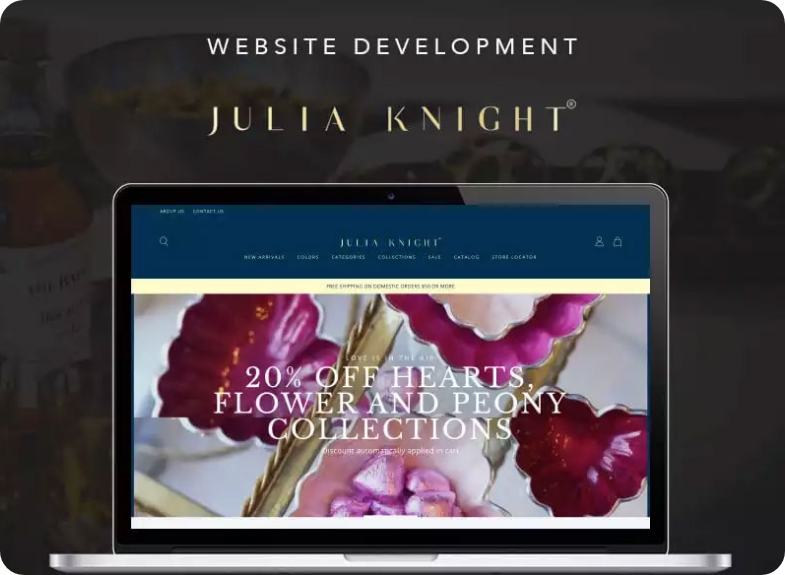 WEBSITE DEVELOPMENT
JULIA KNIGHT®
ABOUT US CONTACT US
JULIA KNIGHT
NEW ARRIVALS COLORS CATEGORIES COLLECTIONS SALE CATALOG STORE LOCATOR
FREE SHIPPING ON DOMESTIC ORDERS $50 OR MORE
LOVE IS IN THE AIR
20% OFF HEARTS,
FLOWER AND PEONY
COLLECTIONS
Discount automatically applied in cart